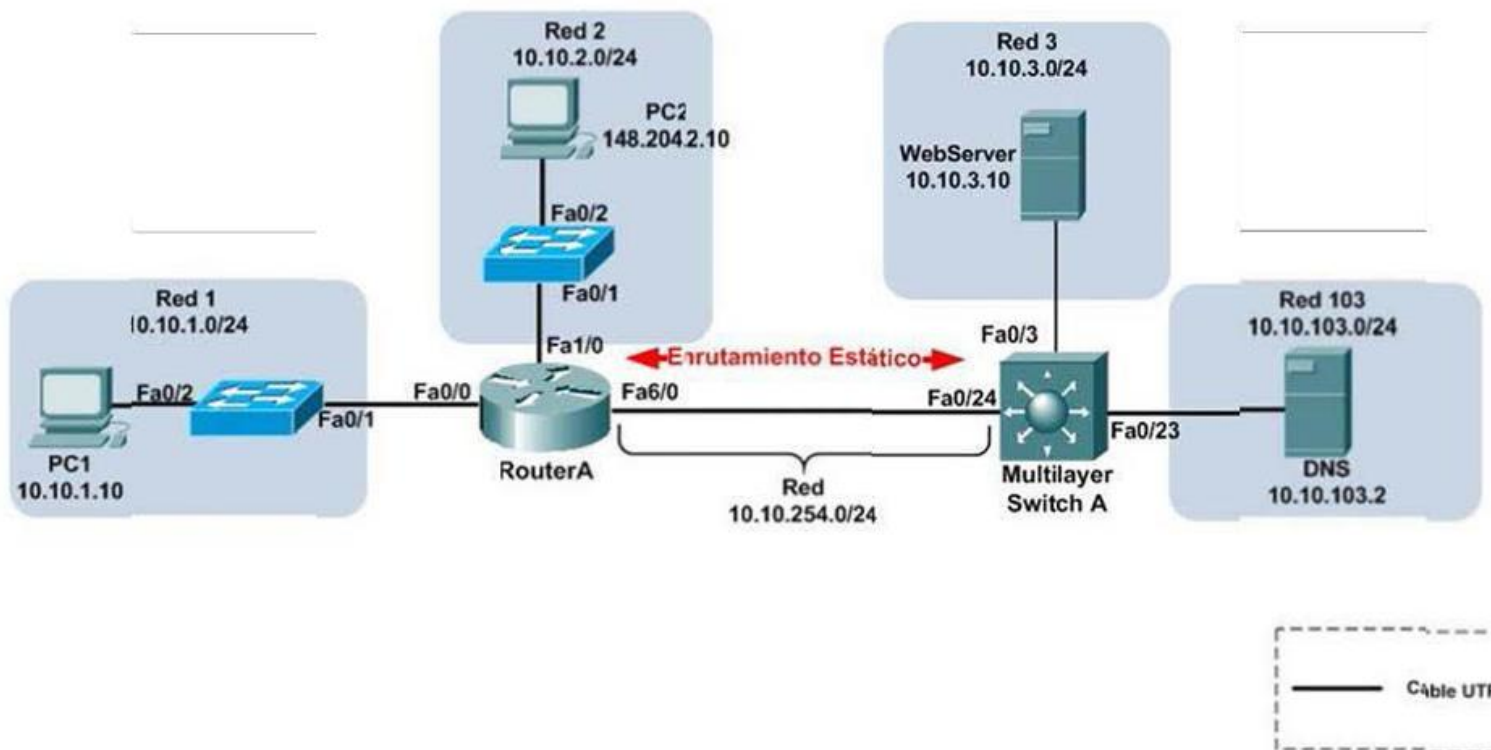 Red 2
10.10.2.0/24
PC2
148.204.2.10
Fa0/2
Fa0/1
Fa1/0
Red 3
10.10.3.0/24
WebServer
10.10.3.10
Fa0/3
Red 1
10.10.1.0/24
Fa0/2
Fa0/1
PC1
10.10.1.10
Fa0/0
Fa6/0
RouterA
Enrutamiento Estático
Red
10.10.254.0/24
Fa0/24
Fa0/23
Multilayer
Switch A
Red 103
10.10.103.0/24
DNS
10.10.103.2
Cable UTP